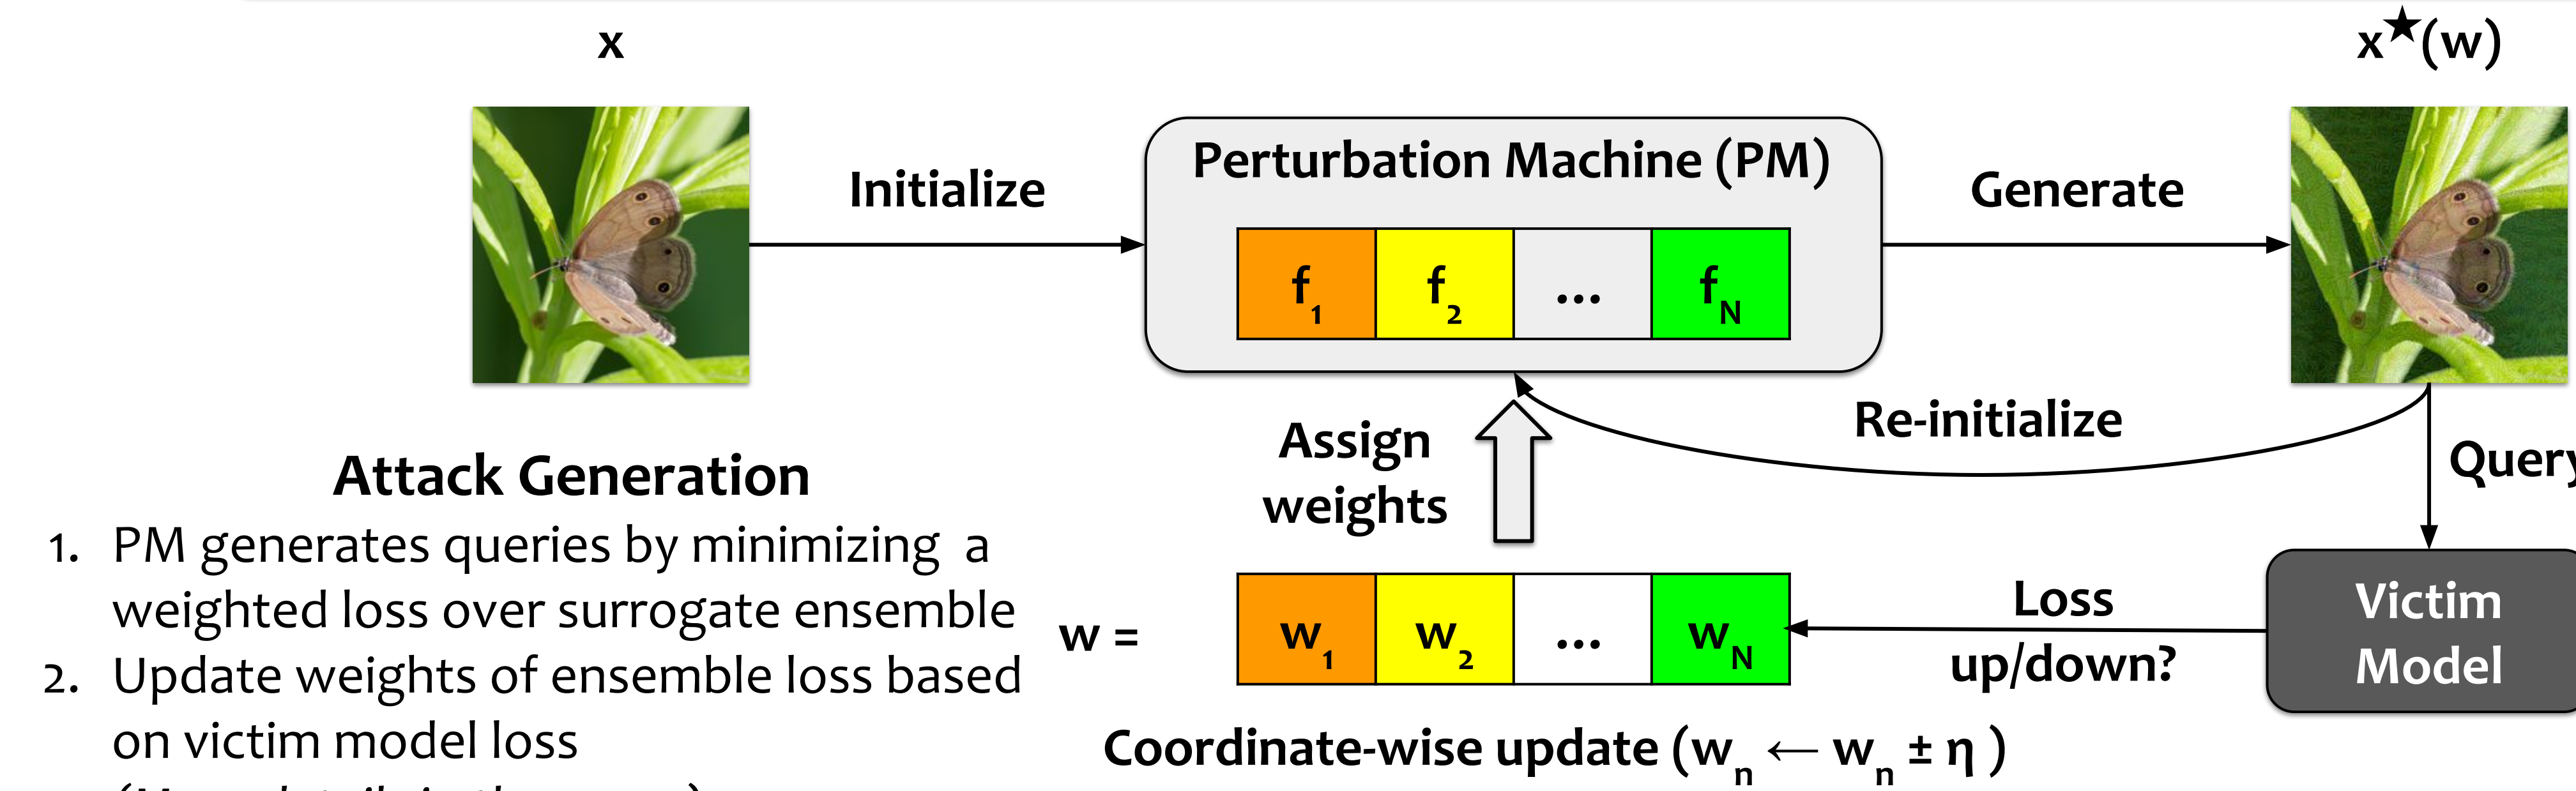 x
x★(w)
Perturbation Machine (PM)
Initialize
Generate
f1 f2 ... fN
Assign
weights
Re-initialize
Query
Attack Generation
1. PM generates queries by minimizing a
weighted loss over surrogate ensemble
2. Update weights of ensemble loss based
on victim model loss
w = w1 w2 ... wN
Loss
up/down?
Victim
Model
Coordinate-wise update (wn ← wn ± η )